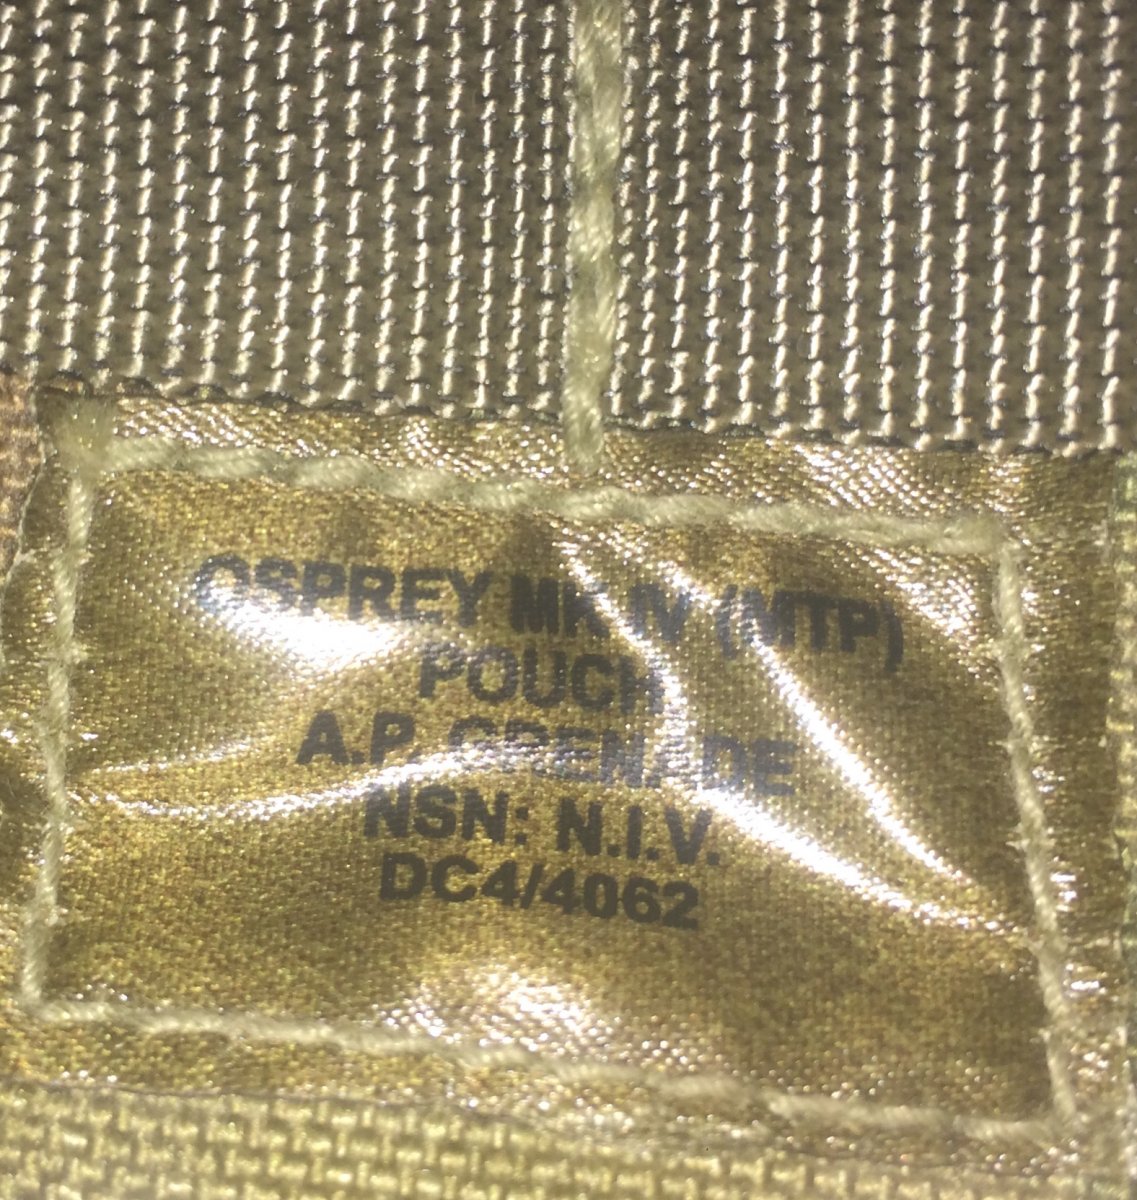 OSPREY MK IV (MTP)
POUCH
A.P. GRENADE
NSN: N.I.V.
DC4/4062